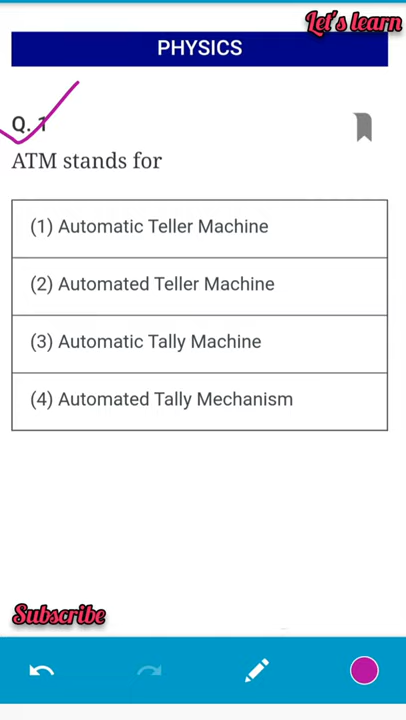 Let's learn
PHYSICS
Q. 1
ATM stands for
(1) Automatic Teller Machine
(2) Automated Teller Machine
(3) Automatic Tally Machine
(4) Automated Tally Mechanism
Subscribe